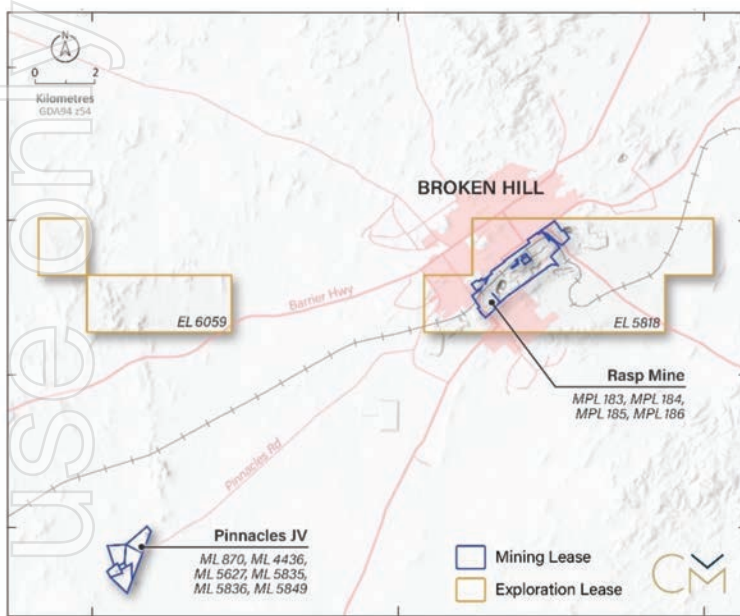 use only
N
0 2
Kilometres
GDA94 z54
BROKEN HILL
Barrier Hwy
EL 6059
EL 5818
Rasp Mine
MPL 183, MPL 184,
MPL 185, MPL 186
Pinnacles Rd
Pinnacles JV
ML 870, ML 4436,
ML 5627, ML 5835,
ML 5836, ML 5849
Mining Lease
Exploration Lease
CM